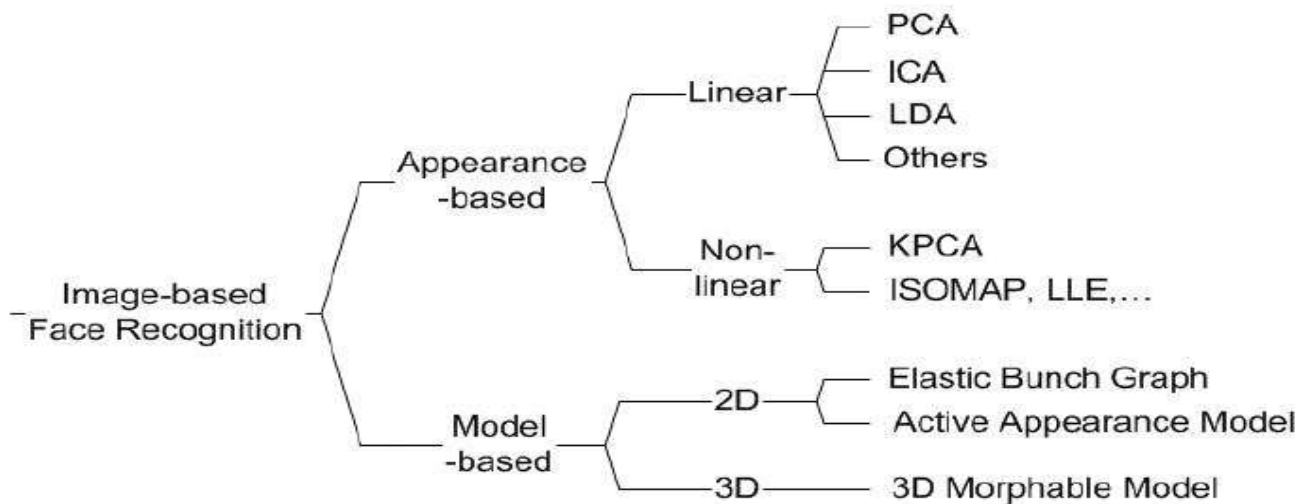 PCA
ICA
Linear
LDA
Appearance
-based
Others
Non-
linear
KPCA
ISOMAP, LLE,...
Image-based
Face Recognition
Elastic Bunch Graph
2D
Active Appearance Model
Model
-based
3D
3D Morphable Model